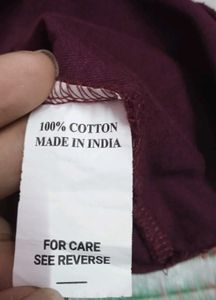 100% COTTON
MADE IN INDIA
FOR CARE
SEE REVERSE